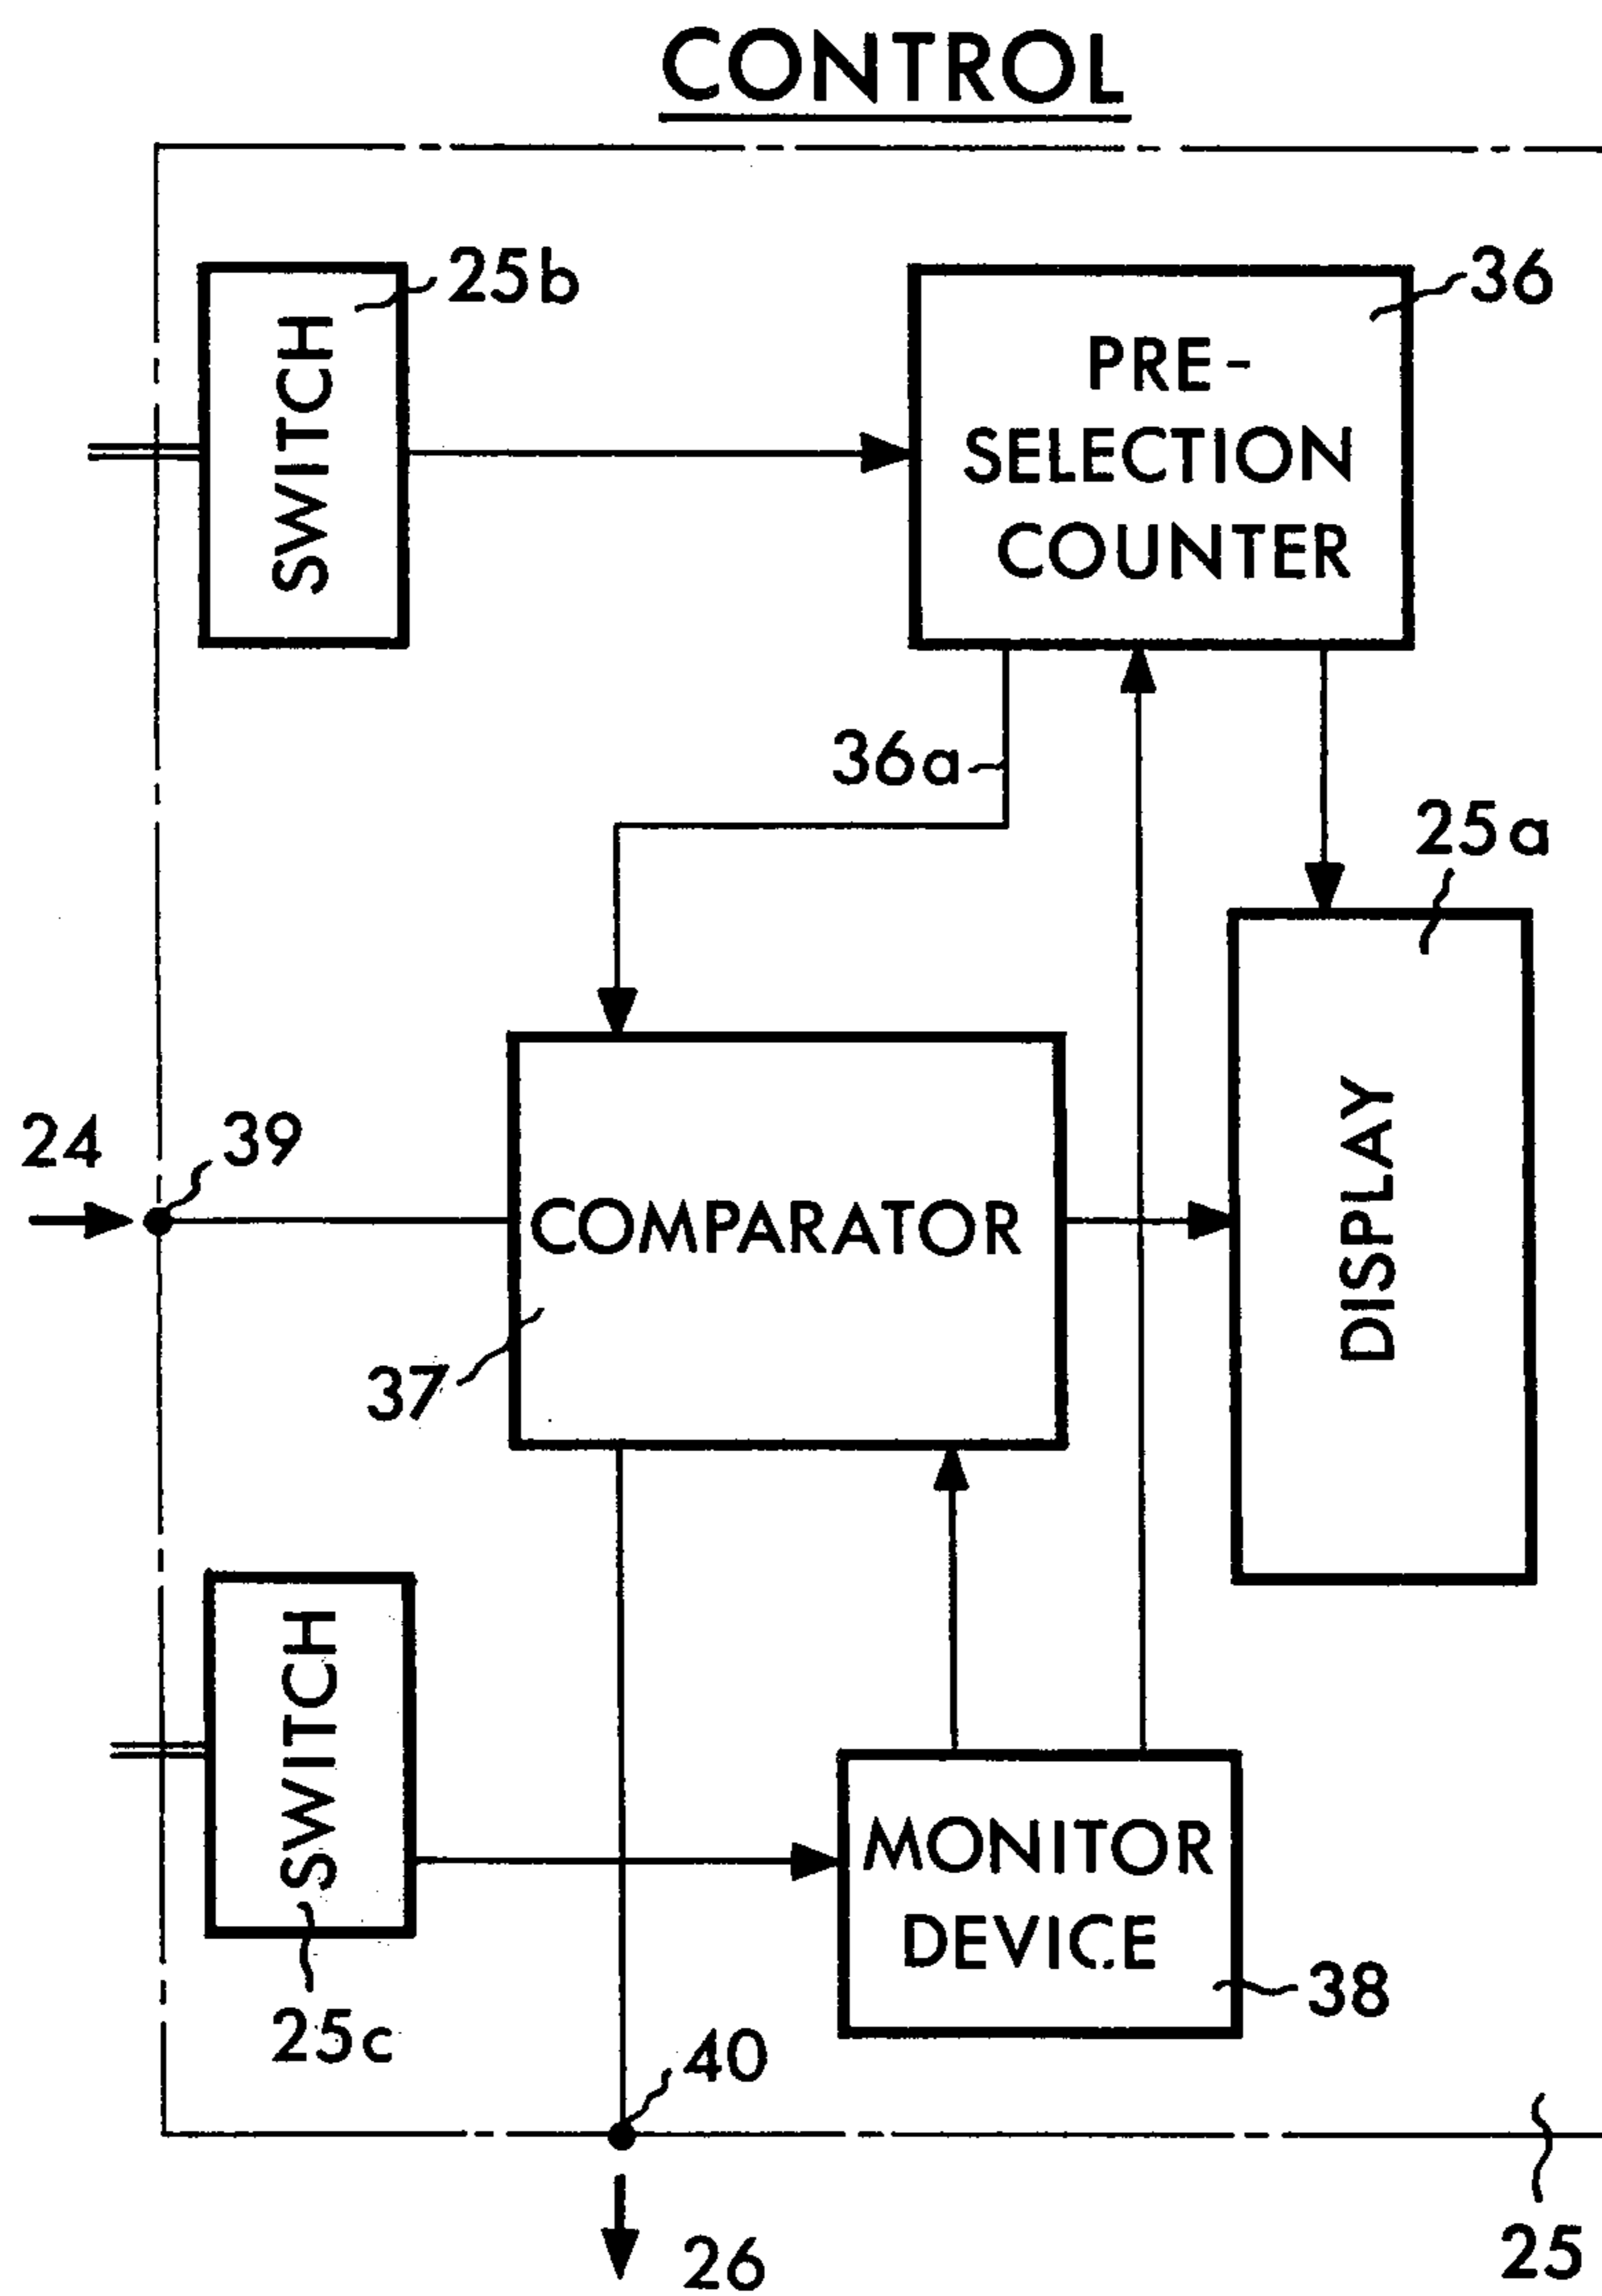 CONTROL
25b
36
SWITCH
PRE-
SELECTION
COUNTER
36a
25a
24
39
COMPARATOR
DISPLAY
37
SWITCH
MONITOR
DEVICE
38
25c
40
25
26